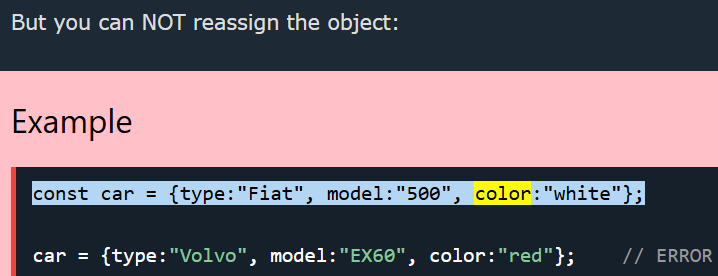 But you can NOT reassign the object:
Example
const car = {type:"Fiat", model:"500", color:"white"};
car = {type:"Volvo", model:"EX60", color:"red"};    // ERROR